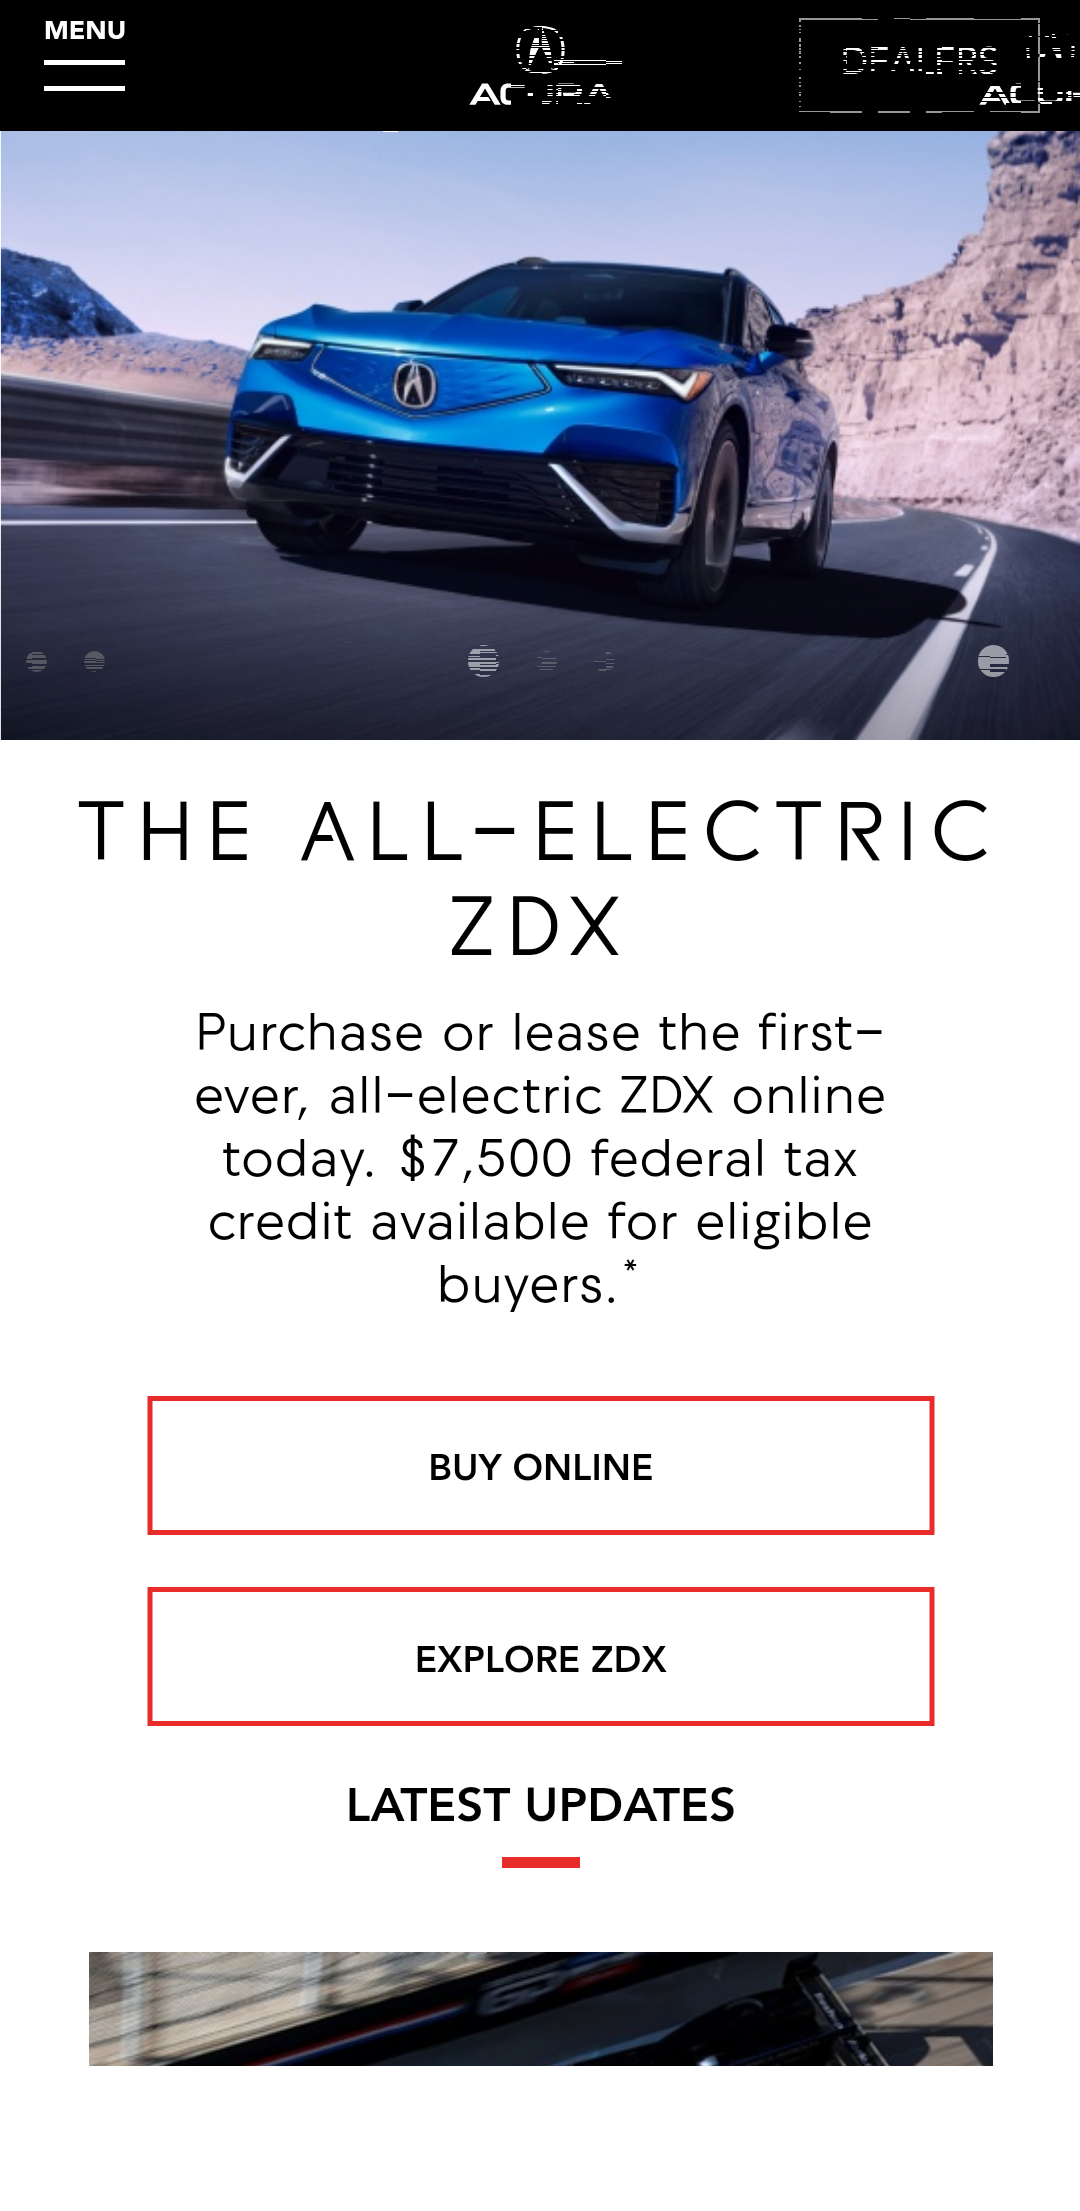 MENU
ACURA
DEALERS
THE ALL-ELECTRIC
ZDX
Purchase or lease the first-
ever, all-electric ZDX online
today. $7,500 federal tax
credit available for eligible
buyers.*
BUY ONLINE
EXPLORE ZDX
LATEST UPDATES